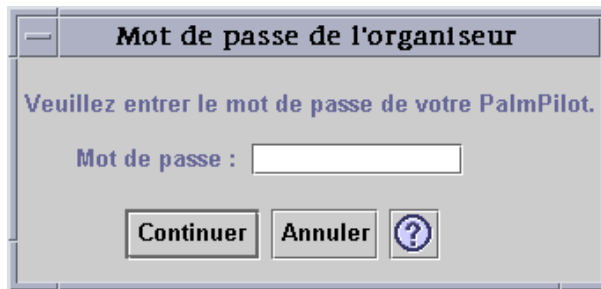 Mot de passe de l'organiseur
Veuillez entrer le mot de passe de votre PalmPilot.
Mot de passe :
Continuer Annuler ?